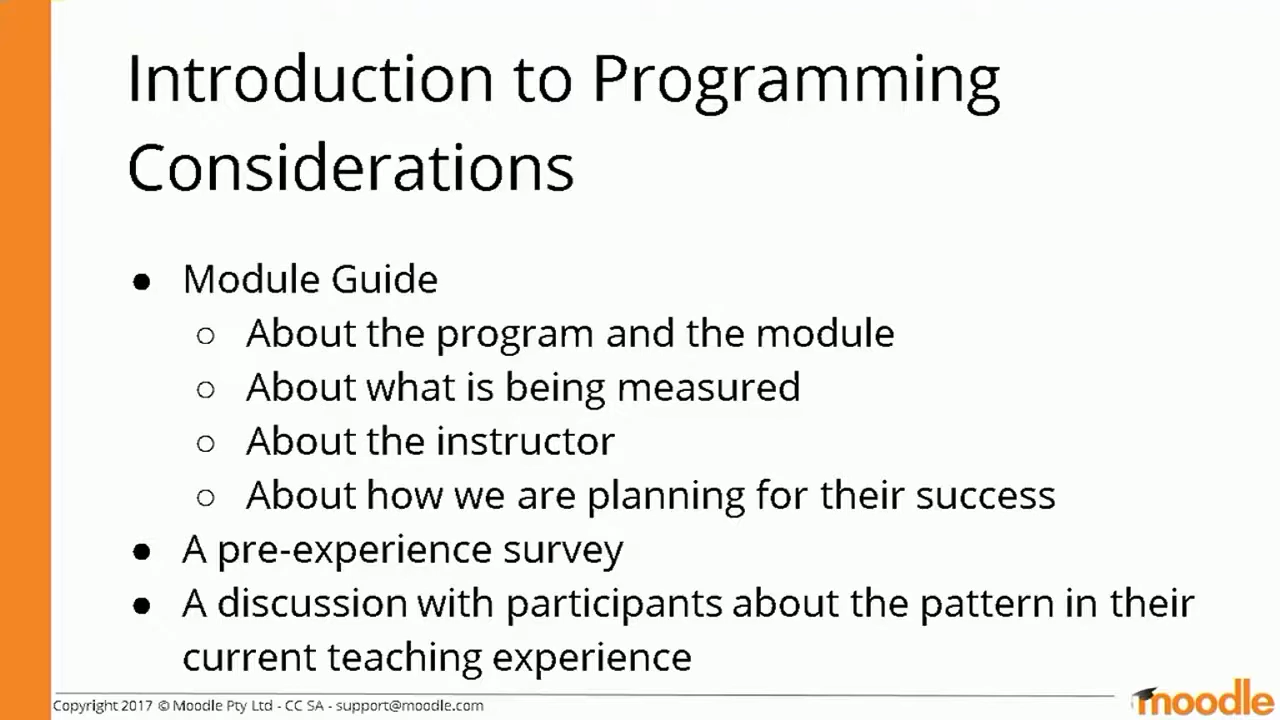 Introduction to Programming
Considerations
● Module Guide
○ About the program and the module
○ About what is being measured
○ About the instructor
○ About how we are planning for their success
● A pre-experience survey
● A discussion with participants about the pattern in their
current teaching experience
Copyright 2017 © Moodle Pty Ltd - CC SA - support@moodle.com
moodle